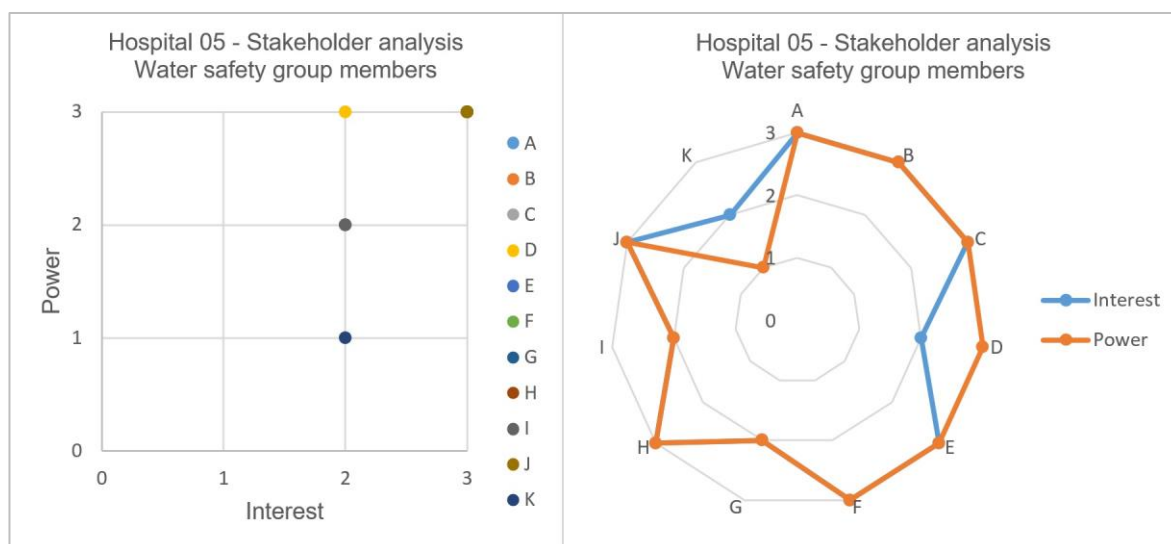 Hospital 05 - Stakeholder analysis
Water safety group members
3
2
1
0
Power
0
1
2
3
Interest
A
B
C
D
E
F
G
H
I
J
K
Hospital 05 - Stakeholder analysis
Water safety group members
A
B
C
D
E
F
G
H
I
J
K
3
2
1
0
Interest
Power